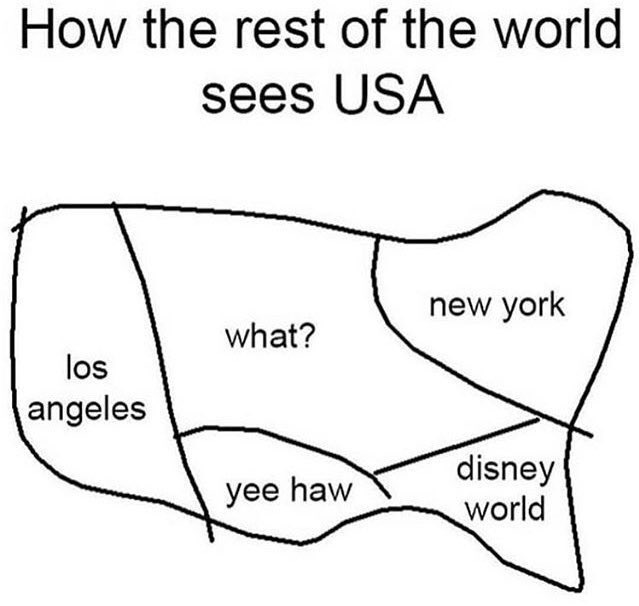 How the rest of the world
sees USA
new york
what?
los
angeles
disney
world
yee haw